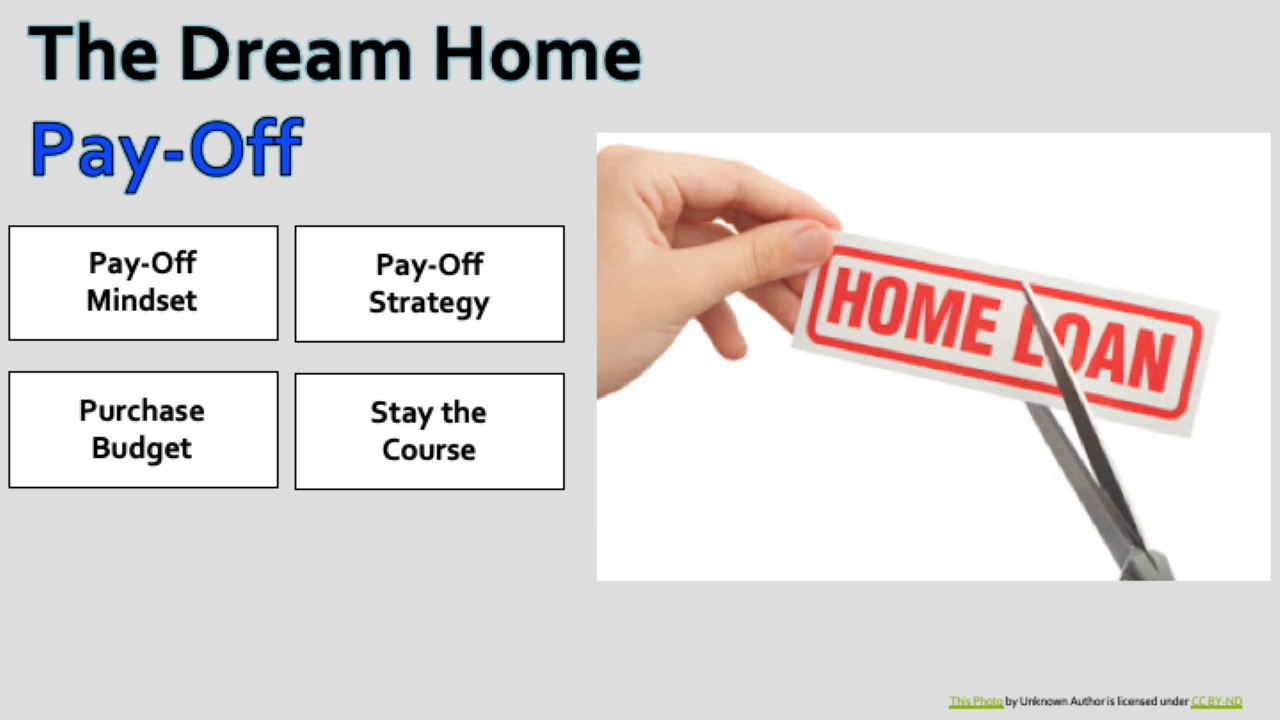 The Dream Home
Pay-Off
Pay-Off
Mindset
Pay-Off
Strategy
Purchase
Budget
Stay the
Course
HOME LOAN
This Photo by Unknown Author is licensed under CC BY-ND